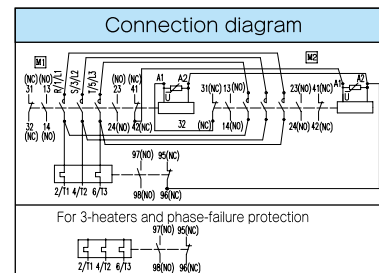 Connection diagram
M1 M2
(NC) (NO) R/1/L1 S/3/L2 T/5/L3 (NO) (NC) A1 A2 A1 A2
31 13 23 41 U 31(NC) 13(NO) 23(NO) 41(NC) U
32 14 24(NO) 42(NC) 32 (NC) 14(NO) 24(NO) 42(NC)
(NC) (NO)
97(NO) 95(NC)
2/T1 4/T2 6/T3 98(NO) 96(NC)
For 3-heaters and phase-failure protection
97(NO) 95(NC)
2/T1 4/T2 6/T3 98(NO) 96(NC)